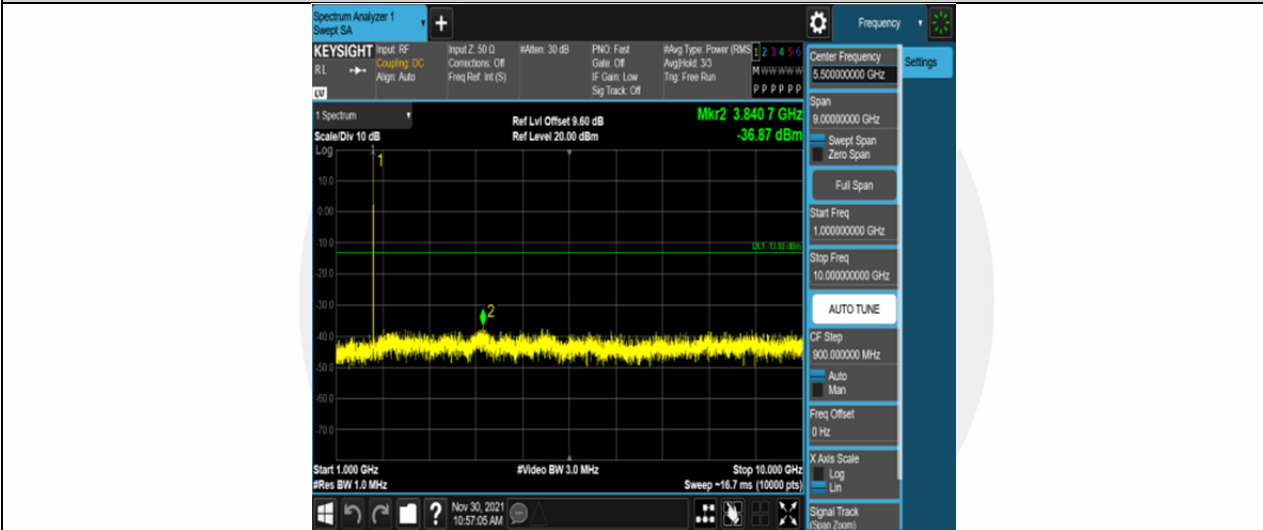 Spectrum Analyzer 1
Swept SA
+
Frequency
KEYSIGHT
RL
LV
Input: RF
Coupling: DC
Align: Auto
Input Z: 50 Ω
Corrections: Off
Freq Ref: Int (S)
#Atten: 30 dB
PNO: Fast
Gate: Off
IF Gain: Low
Sig Track: Off
#Avg Type: Power (RMS
Avg|Hold: 3/3
Trig: Free Run
1 2 3 4 5 6
M W W W W W
P P P P P P
1 Spectrum
Scale/Div 10 dB
Ref Lvl Offset 9.60 dB
Ref Level 20.00 dBm
Mkr2 3.840 7 GHz
-36.87 dBm
Log
1
10.0
0.00
-10.0
DL1 -13.00 dBm
-20.0
-30.0
2
-40.0
-50.0
-60.0
-70.0
Start 1.000 GHz
#Res BW 1.0 MHz
#Video BW 3.0 MHz
Stop 10.000 GHz
Sweep ~16.7 ms (10000 pts)
Nov 30, 2021
10:57:05 AM
Center Frequency
5.500000000 GHz
Settings
Span
9.00000000 GHz
Swept Span
Zero Span
Full Span
Start Freq
1.000000000 GHz
Stop Freq
10.000000000 GHz
AUTO TUNE
CF Step
900.000000 MHz
Auto
Man
Freq Offset
0 Hz
X Axis Scale
Log
Lin
Signal Track
(Span Zoom)